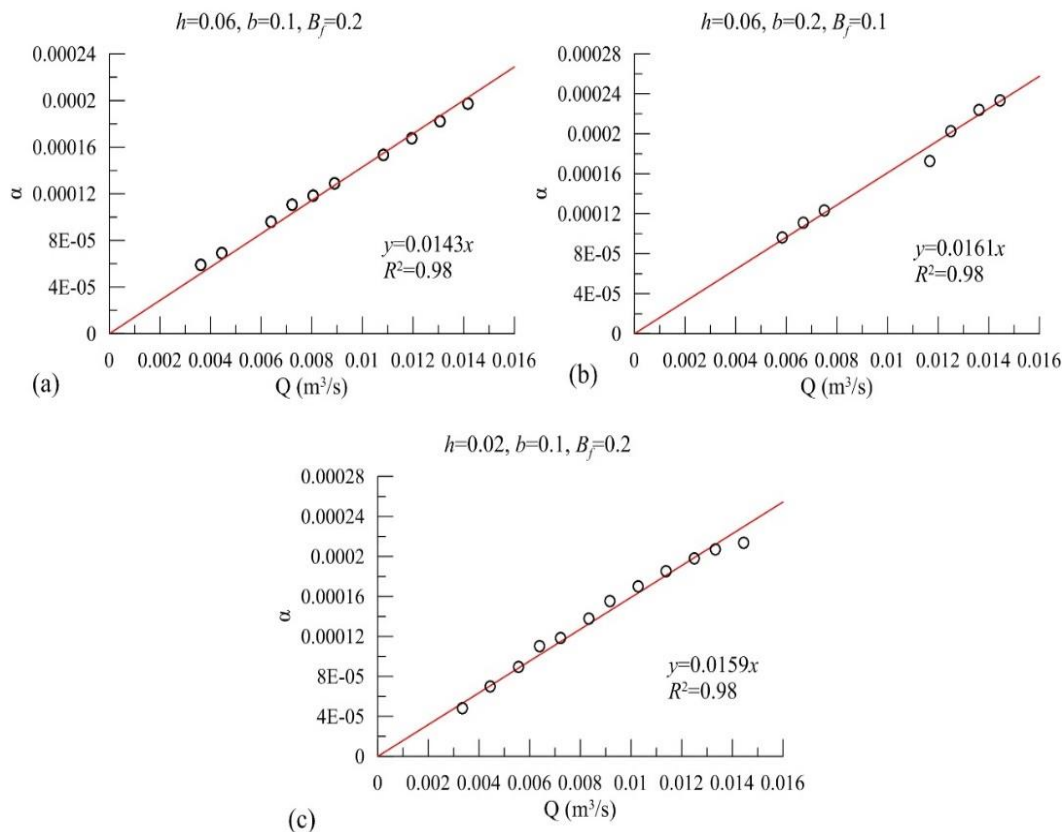 h=0.06, b=0.1, B_f=0.2
0.00024
0.0002
0.00016
0.00012
8E-05
4E-05
0
α
y=0.0143x
R²=0.98
0 0.002 0.004 0.006 0.008 0.01 0.012 0.014 0.016
Q (m³/s)
(a)
h=0.06, b=0.2, B_f=0.1
0.00028
0.00024
0.0002
0.00016
0.00012
8E-05
4E-05
0
α
y=0.0161x
R²=0.98
0 0.002 0.004 0.006 0.008 0.01 0.012 0.014 0.016
Q (m³/s)
(b)
h=0.02, b=0.1, B_f=0.2
0.00028
0.00024
0.0002
0.00016
0.00012
8E-05
4E-05
0
α
y=0.0159x
R²=0.98
0 0.002 0.004 0.006 0.008 0.01 0.012 0.014 0.016
Q (m³/s)
(c)